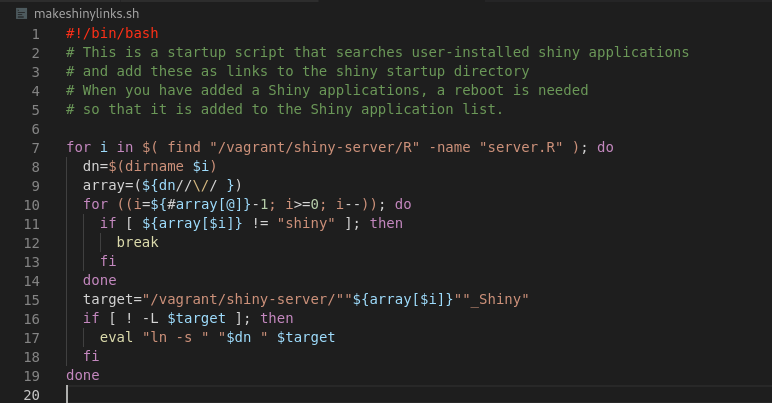 makeshinylinks.sh
1 #!/bin/bash
2 # This is a startup script that searches user-installed shiny applications
3 # and add these as links to the shiny startup directory
4 # When you have added a Shiny applications, a reboot is needed
5 # so that it is added to the Shiny application list.
6
7 for i in $( find "/vagrant/shiny-server/R" -name "server.R" ); do
8   dn=$(dirname $i)
9   array=(${dn//\// })
10   for ((i=${#array[@]}-1; i>=0; i--)); do
11     if [ ${array[$i]} != "shiny" ]; then
12       break
13     fi
14   done
15   target="/vagrant/shiny-server/""${array[$i]}""_Shiny"
16   if [ ! -L $target ]; then
17     eval "ln -s " "$dn " $target
18   fi
19 done
20